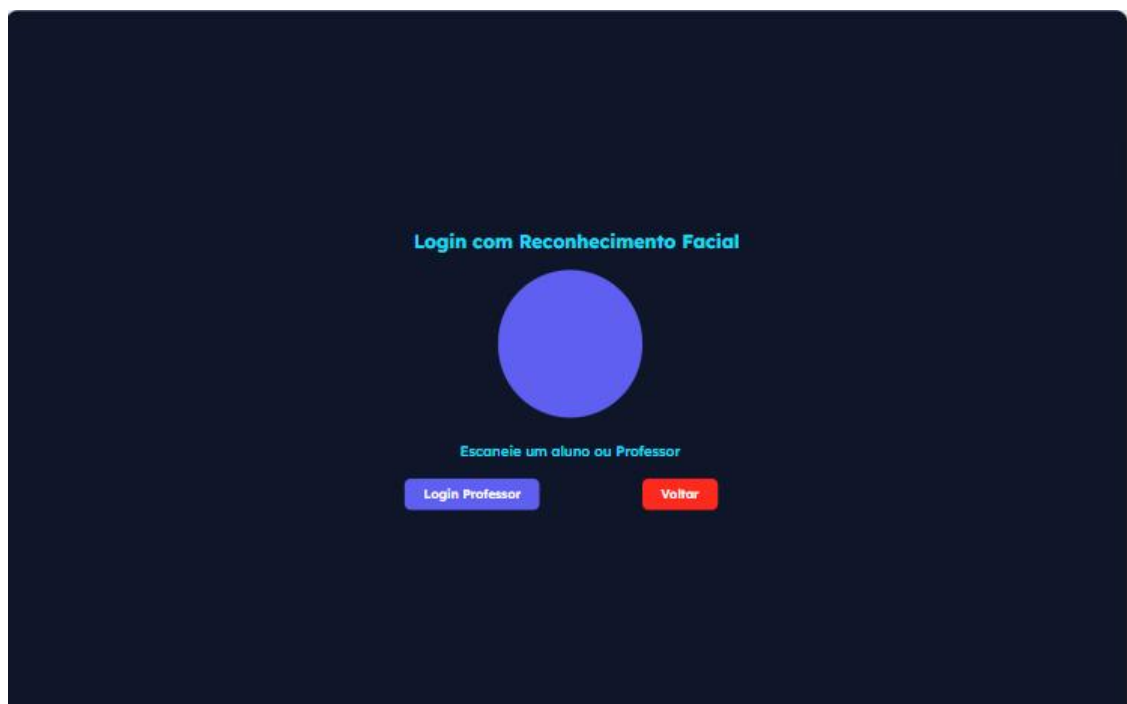 Login com Reconhecimento Facial
Escaneie um aluno ou Professor
Login Professor
Voltar